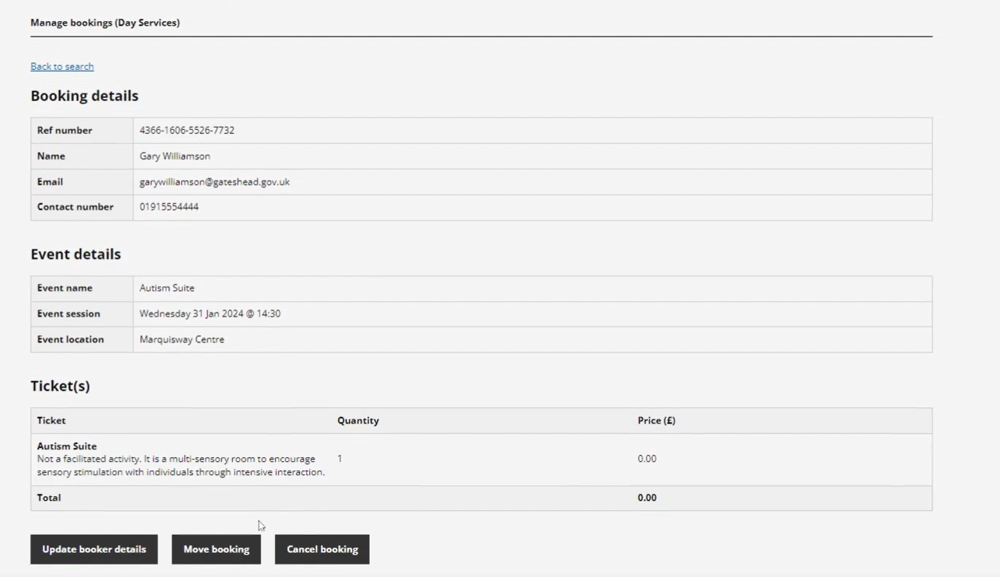 Manage bookings (Day Services)
Back to search
Booking details
Ref number 4366-1606-5526-7732
Name Gary Williamson
Email garywilliamson@gateshead.gov.uk
Contact number 01915554444
Event details
Event name Autism Suite
Event session Wednesday 31 Jan 2024 @ 14:30
Event location Marquisway Centre
Ticket(s)
Ticket Quantity Price (£)
Autism Suite
Not a facilitated activity. It is a multi-sensory room to encourage 1 0.00
sensory stimulation with individuals through intensive interaction.
Total 0.00
Update booker details Move booking Cancel booking